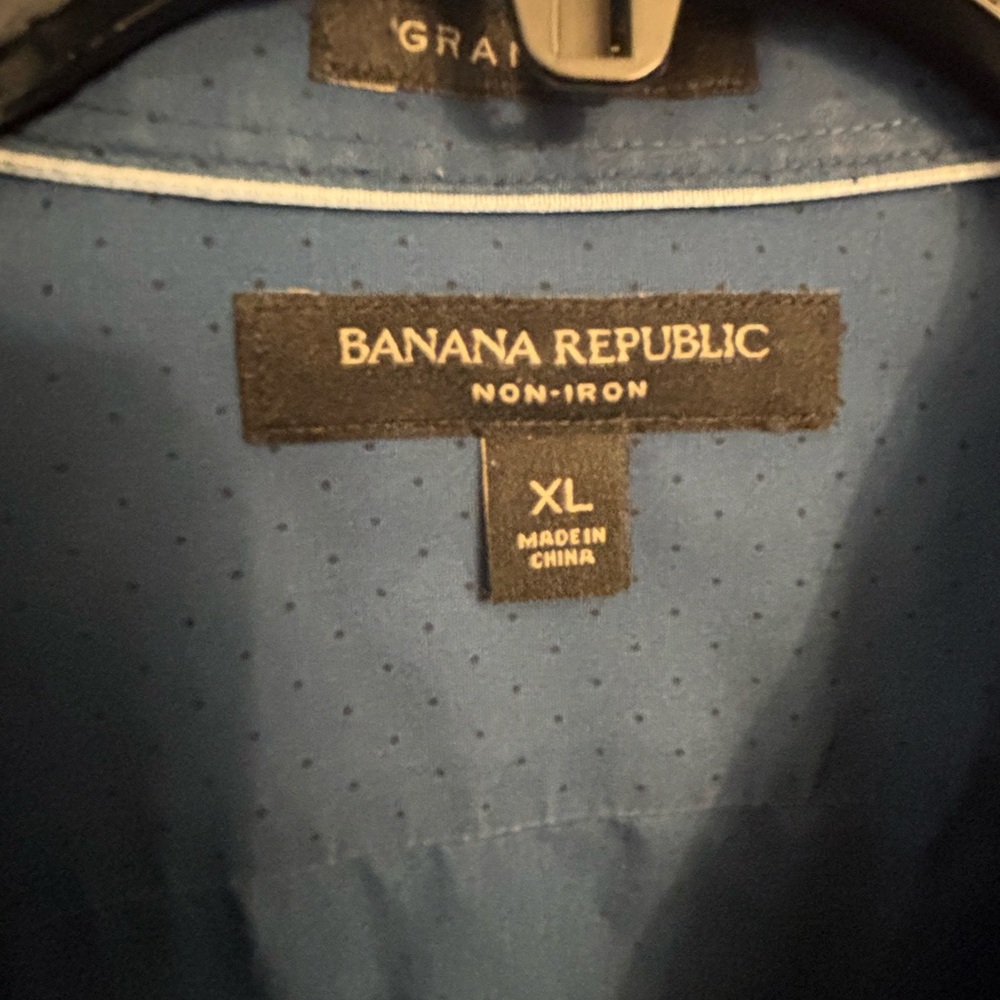 BANANA REPUBLIC
NON-IRON
XL
MADE IN
CHINA